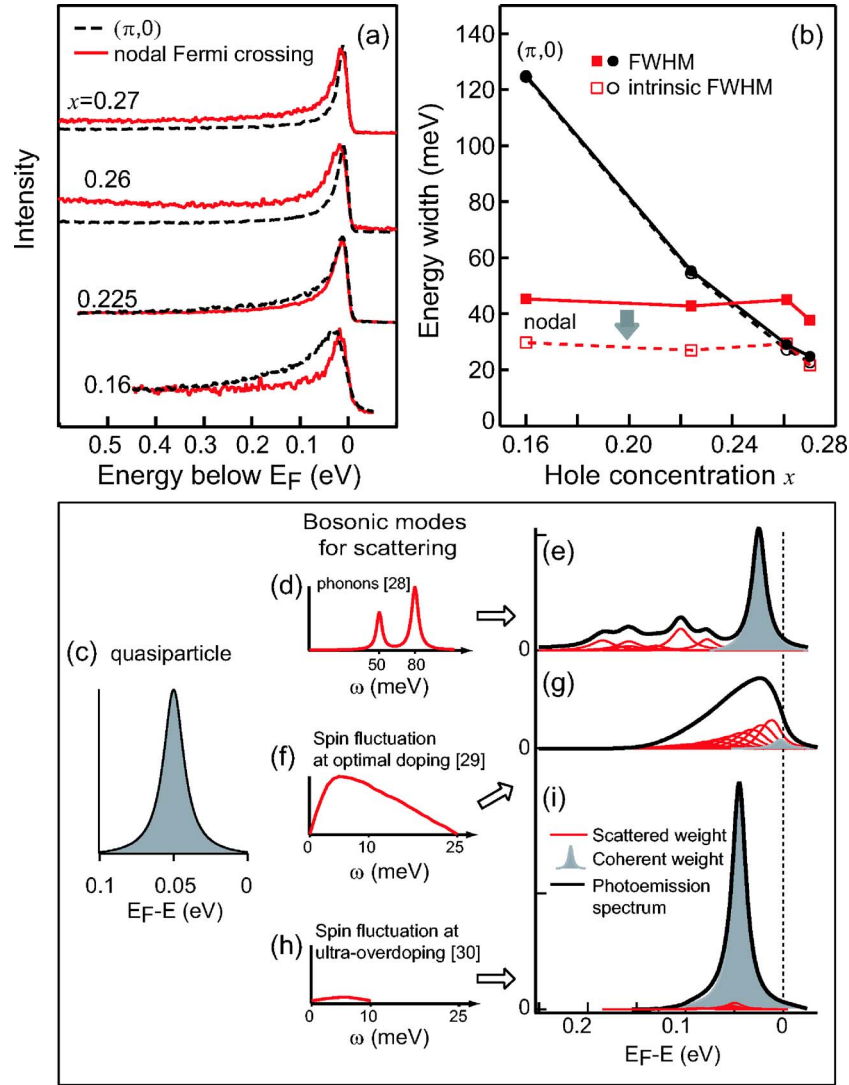 (π,0)
nodal Fermi crossing
(a)
x=0.27
0.26
0.225
0.16
Intensity
0.5 0.4 0.3 0.2 0.1 0
Energy below E_F (eV)
(b)
(π,0)
FWHM
intrinsic FWHM
nodal
140
120
100
80
60
40
20
0
Energy width (meV)
0.16 0.20 0.24 0.28
Hole concentration x
Bosonic modes
for scattering
(c) quasiparticle
0.1 0.05 0
E_F-E (eV)
(d) phonons [28]
50 80
ω (meV)
(e)
0
(f) Spin fluctuation
at optimal doping [29]
0 10 25
ω (meV)
(g)
0
(h) Spin fluctuation at
ultra-overdoping [30]
0 10 25
ω (meV)
(i)
Scattered weight
Coherent weight
Photoemission
spectrum
0
0.2 0.1 0
E_F-E (eV)